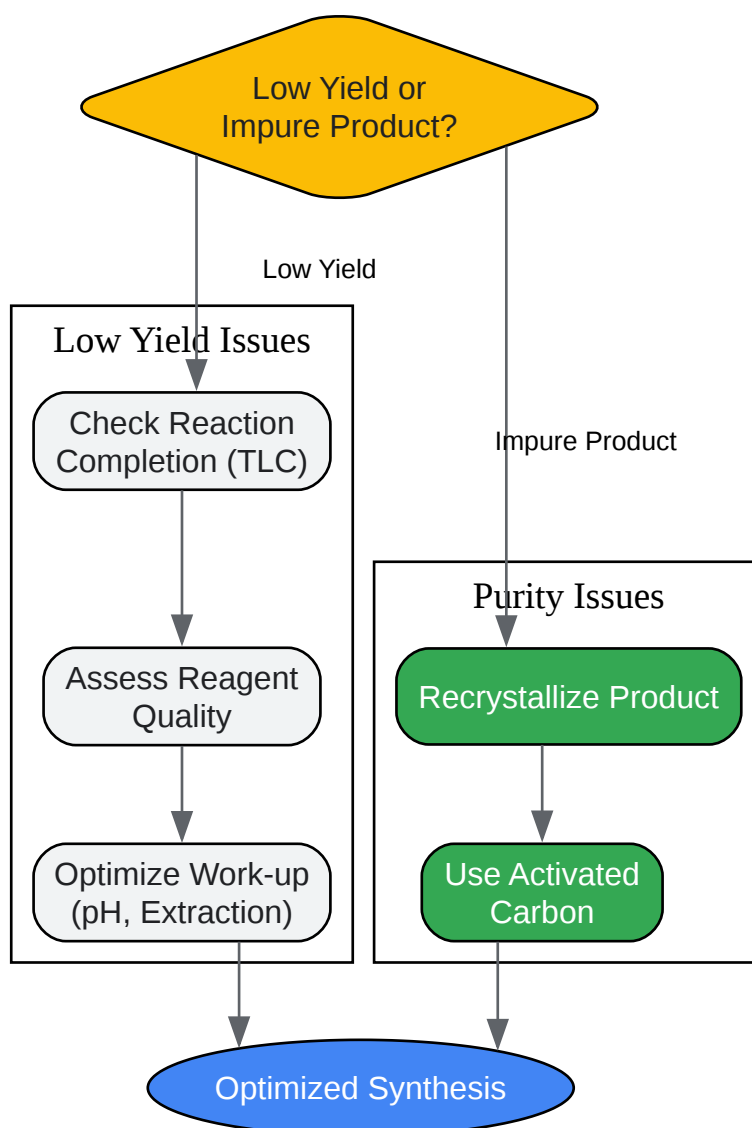 Low Yield or
Impure Product?
Low Yield
Low Yield Issues
Check Reaction
Completion (TLC)
Impure Product
Purity Issues
Assess Reagent
Quality
Recrystallize Product
Optimize Work-up
(pH, Extraction)
Use Activated
Carbon
Optimized Synthesis